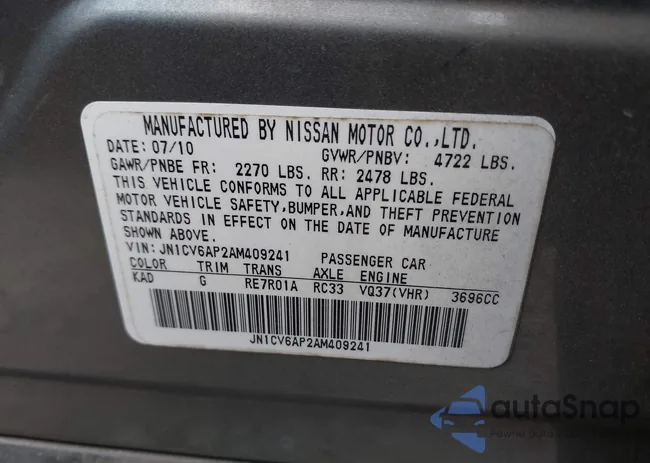 MANUFACTURED BY NISSAN MOTOR CO.,LTD.
DATE: 07/10 GVWR/PNBV: 4722 LBS.
GAWR/PNBE FR: 2270 LBS. RR: 2478 LBS.
THIS VEHICLE CONFORMS TO ALL APPLICABLE FEDERAL
MOTOR VEHICLE SAFETY,BUMPER,AND THEFT PREVENTION
STANDARDS IN EFFECT ON THE DATE OF MANUFACTURE
SHOWN ABOVE.
VIN: JN1CV6AP2AM409241 PASSENGER CAR
COLOR TRIM TRANS AXLE ENGINE
KAD G RE7R01A RC33 VQ37(VHR) 3696CC
JN1CV6AP2AM409241
autaSnap